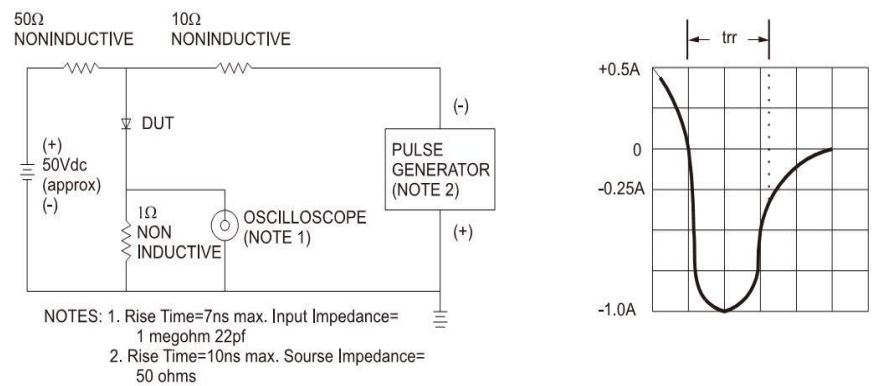 50Ω
NONINDUCTIVE
10Ω
NONINDUCTIVE
DUT
(+)
50Vdc
(approx)
(-)
1Ω
NON
INDUCTIVE
OSCILLOSCOPE
(NOTE 1)
(-)
PULSE
GENERATOR
(NOTE 2)
(+)
NOTES: 1. Rise Time=7ns max. Input Impedance=
1 megohm 22pf
2. Rise Time=10ns max. Sourse Impedance=
50 ohms
trr
+0.5A
0
-0.25A
-1.0A